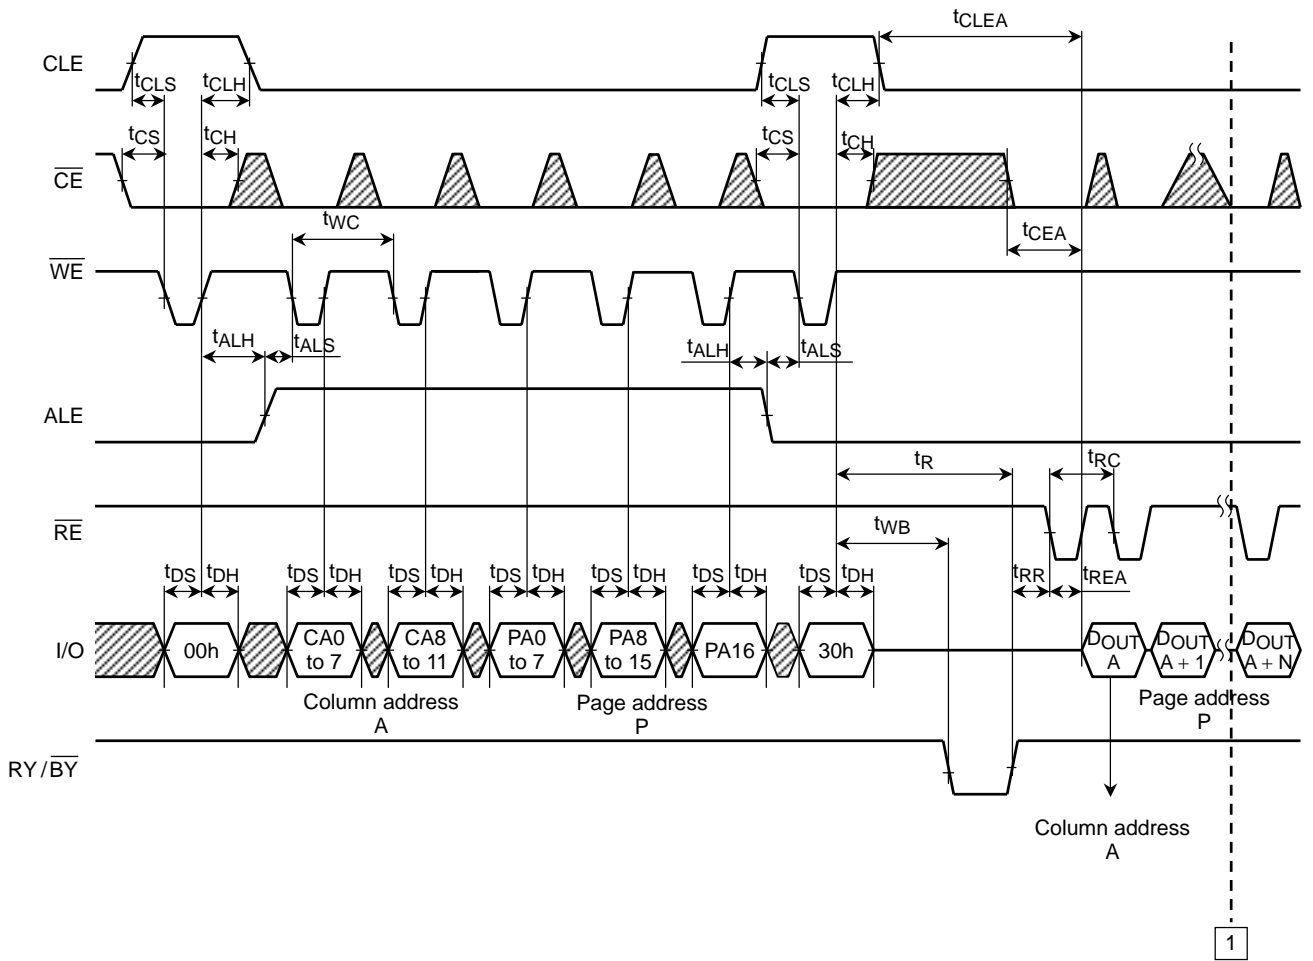 tCLEA
CLE
tCLS
tCLH
tCLS
tCLH
tCS
tCH
tCS
tCH
CE
tWC
tCEA
WE
tALH
tALS
tALH
tALS
ALE
tR
tRC
RE
tWB
tDS
tDH
tDS
tDH
tDS
tDH
tDS
tDH
tDS
tDH
tDS
tDH
tDS
tDH
tRR
tREA
I/O
00h
CA0
to 7
CA8
to 11
PA0
to 7
PA8
to 15
PA16
30h
DOUT
A
DOUT
A + 1
DOUT
A + N
Column address
A
Page address
P
Page address
P
RY/BY
Column address
A
1